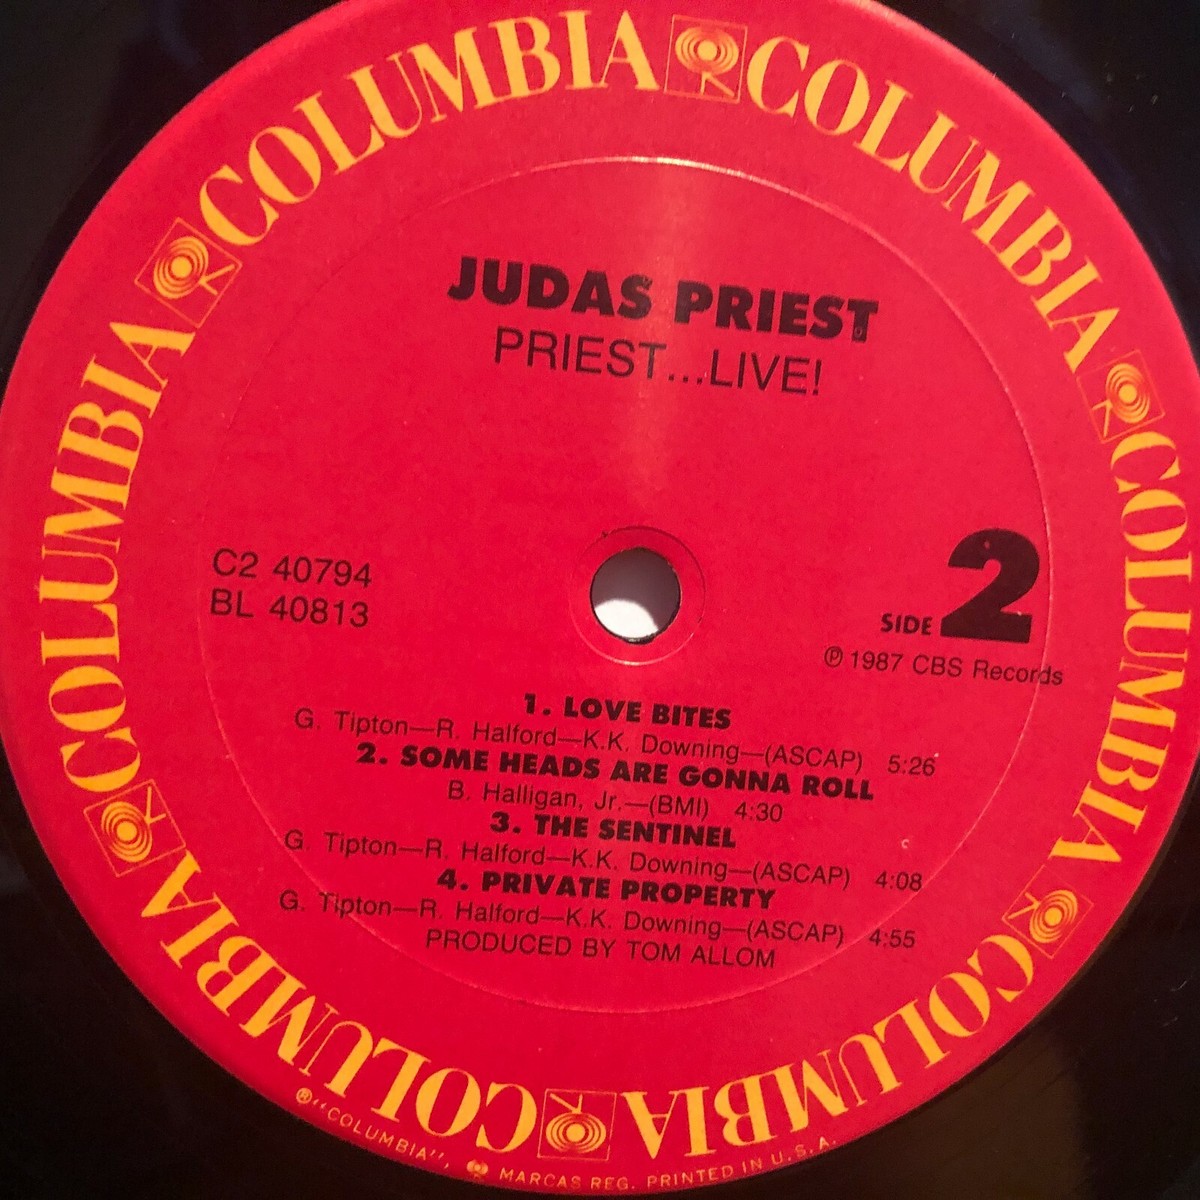 COLUMBIA COLUMBIA COLUMBIA COLUMBIA COLUMBIA COLUMBIA COLUMBIA
JUDAS PRIEST
PRIEST...LIVE!
C2 40794
BL 40813
SIDE 2
℗ 1987 CBS Records
1. LOVE BITES
G. Tipton—R. Halford—K.K. Downing—(ASCAP) 5:26
2. SOME HEADS ARE GONNA ROLL
B. Halligan, Jr.—(BMI) 4:30
3. THE SENTINEL
G. Tipton—R. Halford—K.K. Downing—(ASCAP) 4:08
4. PRIVATE PROPERTY
G. Tipton—R. Halford—K.K. Downing—(ASCAP) 4:55
PRODUCED BY TOM ALLOM
®"COLUMBIA", MARCAS REG. PRINTED IN U.S.A.